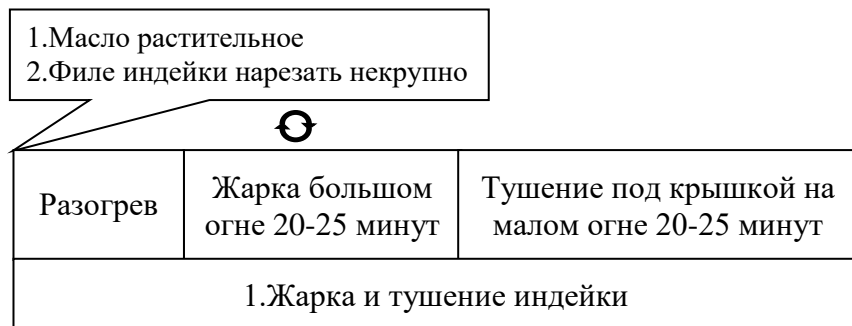 1.Масло растительное
2.Филе индейки нарезать некрупно
Разогрев
Жарка большом
огне 20-25 минут
Тушение под крышкой на
малом огне 20-25 минут
1.Жарка и тушение индейки